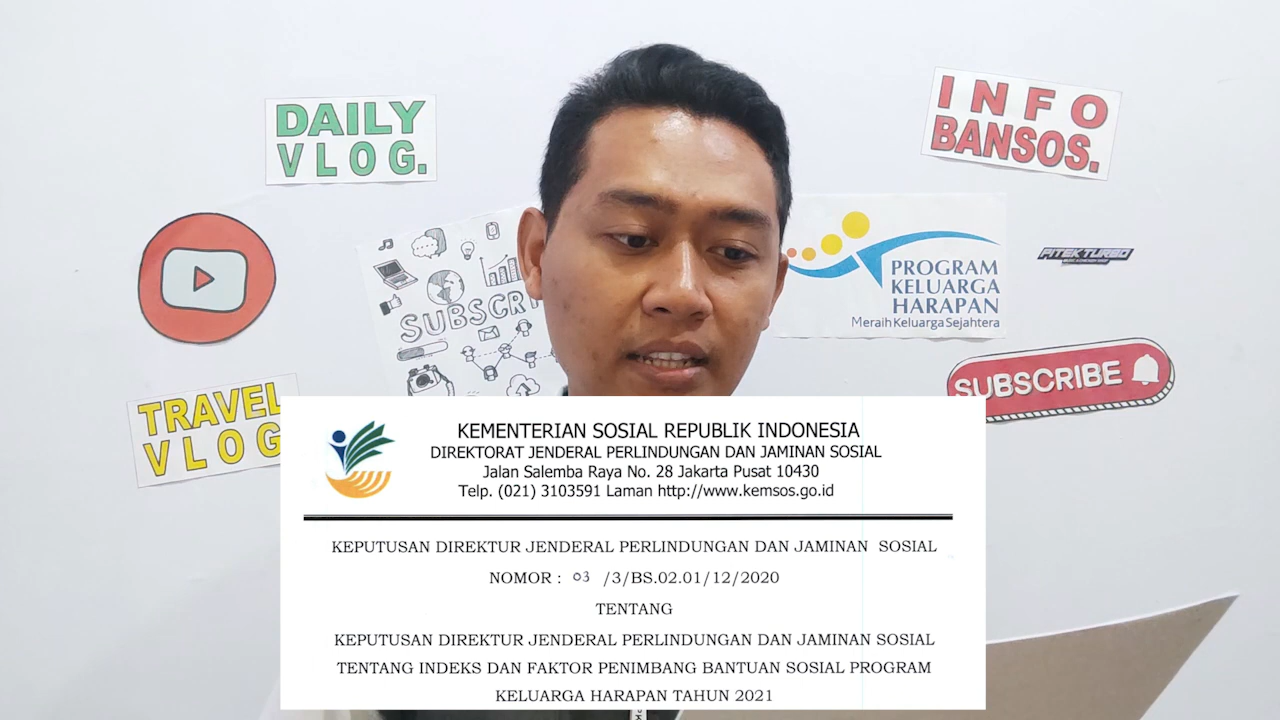 DAILY
VLOG.
INFO
BANSOS.
SUBSCRI
PROGRAM
KELUARGA
HARAPAN
Meraih Keluarga Sejahtera
PITEK TURBO
SUBSCRIBE
TRAVEL
VLOG
KEMENTERIAN SOSIAL REPUBLIK INDONESIA
DIREKTORAT JENDERAL PERLINDUNGAN DAN JAMINAN SOSIAL
Jalan Salemba Raya No. 28 Jakarta Pusat 10430
Telp. (021) 3103591 Laman http://www.kemsos.go.id
KEPUTUSAN DIREKTUR JENDERAL PERLINDUNGAN DAN JAMINAN SOSIAL
NOMOR : 03 /3/BS.02.01/12/2020
TENTANG
KEPUTUSAN DIREKTUR JENDERAL PERLINDUNGAN DAN JAMINAN SOSIAL
TENTANG INDEKS DAN FAKTOR PENIMBANG BANTUAN SOSIAL PROGRAM
KELUARGA HARAPAN TAHUN 2021